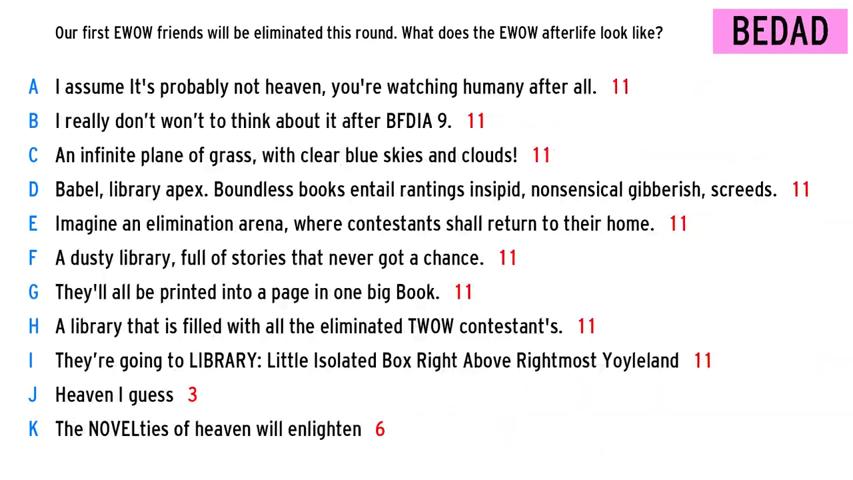 Our first EWOW friends will be eliminated this round. What does the EWOW afterlife look like?
BEDAD
A I assume It's probably not heaven, you're watching humany after all. 11
B I really don’t won’t to think about it after BFDIA 9. 11
C An infinite plane of grass, with clear blue skies and clouds! 11
D Babel, library apex. Boundless books entail rantings insipid, nonsensical gibberish, screeds. 11
E Imagine an elimination arena, where contestants shall return to their home. 11
F A dusty library, full of stories that never got a chance. 11
G They'll all be printed into a page in one big Book. 11
H A library that is filled with all the eliminated TWOW contestant's. 11
I They’re going to LIBRARY: Little Isolated Box Right Above Rightmost Yoyleland 11
J Heaven I guess 3
K The NOVELties of heaven will enlighten 6